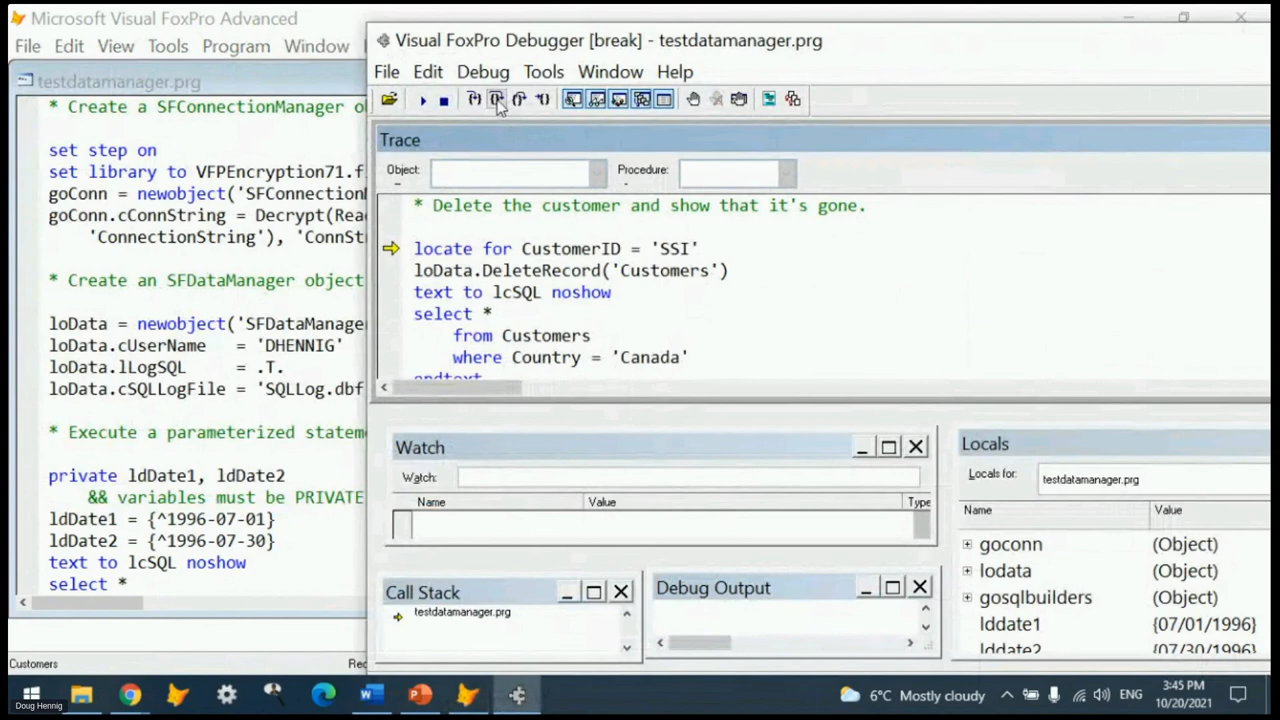 Microsoft Visual FoxPro Advanced
File Edit View Tools Program Window
testdatamanager.prg
* Create a SFConnectionManager o
set step on
set library to VFPEncryption71.f
goConn = newobject('SFConnection
goConn.cConnString = Decrypt(Rea
'ConnectionString'), 'ConnSt
* Create an SFDataManager object
loData = newobject('SFDataManage
loData.cUserName = 'DHENNIG'
loData.lLogSQL = .T.
loData.cSQLLogFile = 'SQLLog.dbf
* Execute a parameterized stateme
private ldDate1, ldDate2
&& variables must be PRIVATE
ldDate1 = {^1996-07-01}
ldDate2 = {^1996-07-30}
text to lcSQL noshow
select *
Customers Rec
Visual FoxPro Debugger [break] - testdatamanager.prg
File Edit Debug Tools Window Help
Trace
Object: Procedure:
* Delete the customer and show that it's gone.
locate for CustomerID = 'SSI'
loData.DeleteRecord('Customers')
text to lcSQL noshow
select *
from Customers
where Country = 'Canada'
endtext
Watch
Watch:
Name Value Type
Call Stack
testdatamanager.prg
Debug Output
Locals
Locals for: testdatamanager.prg
Name Value
goconn (Object)
lodata (Object)
gosqlbuilders (Object)
lddate1 {07/01/1996}
lddate2 {07/30/1996}
6°C Mostly cloudy ENG 3:45 PM
10/20/2021
Doug Hennig